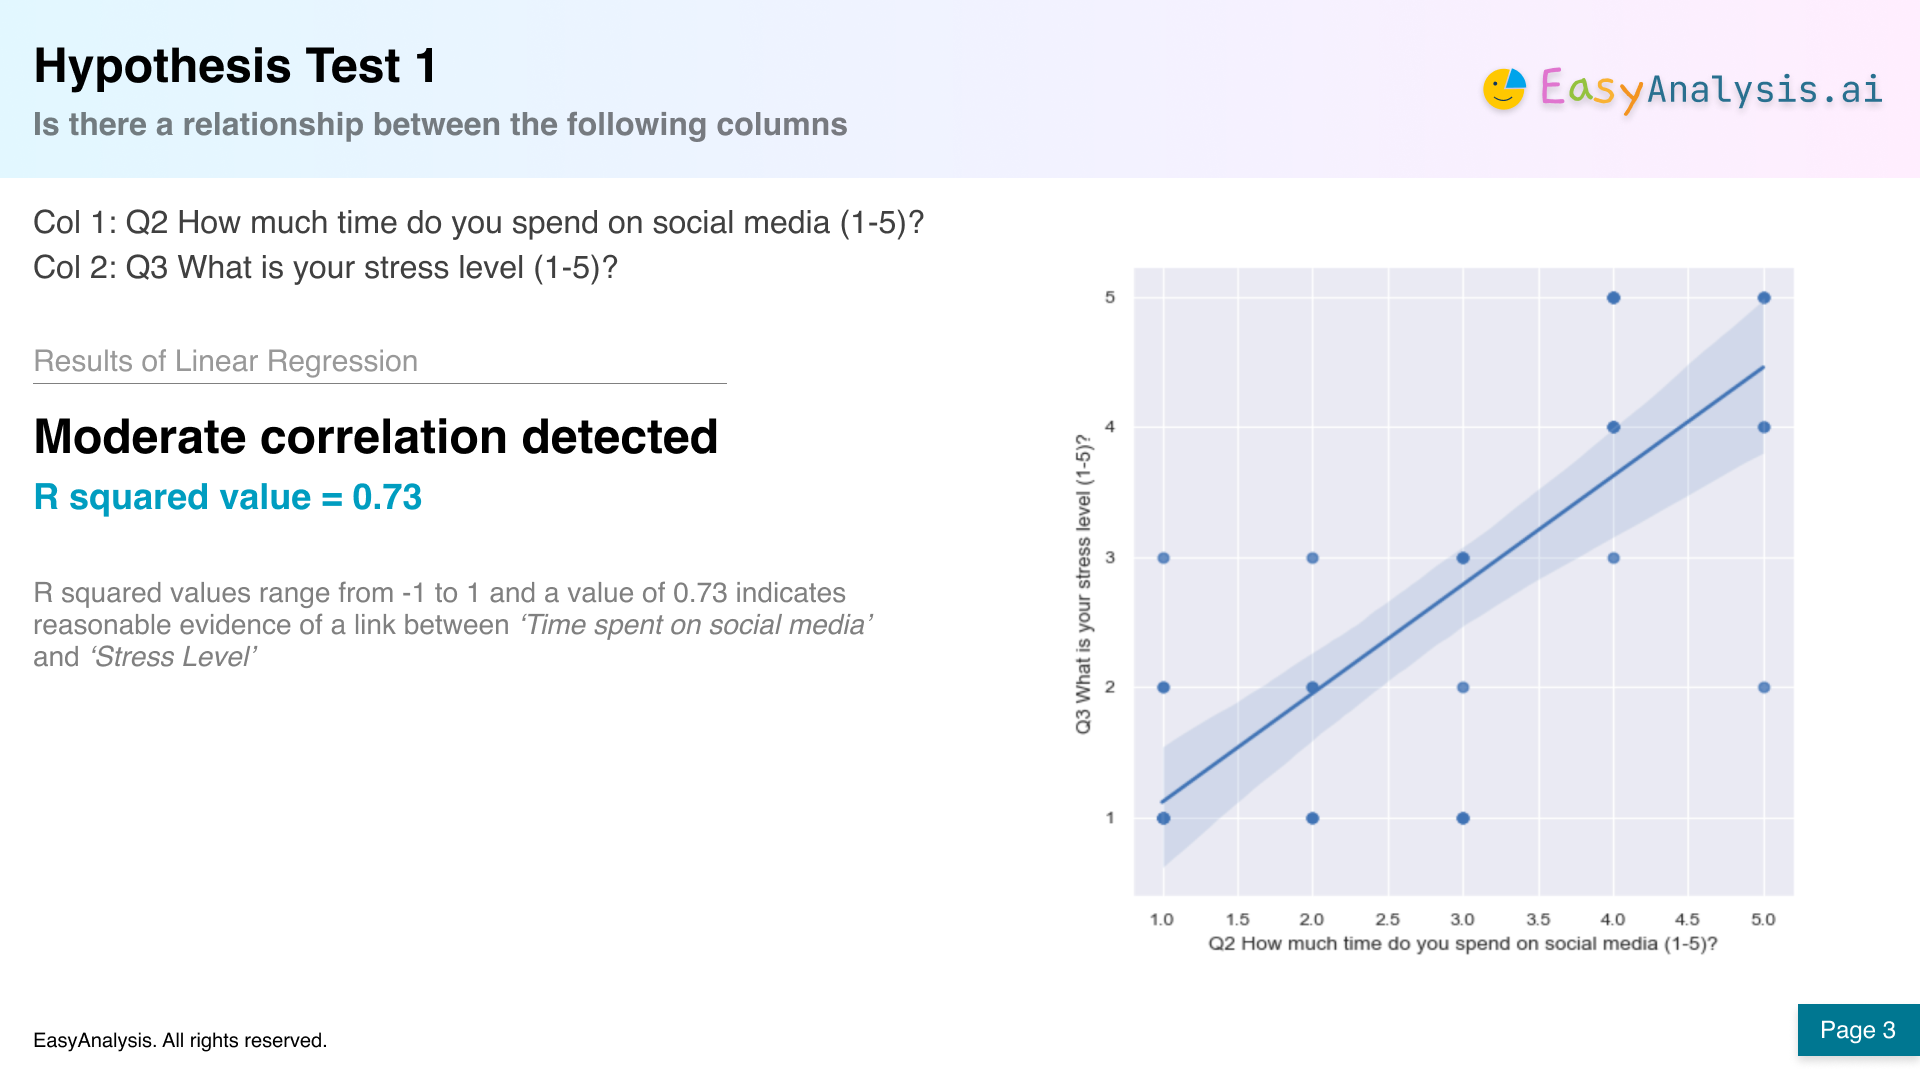 Hypothesis Test 1
Is there a relationship between the following columns
EasyAnalysis.ai
Col 1: Q2 How much time do you spend on social media (1-5)?
Col 2: Q3 What is your stress level (1-5)?
Results of Linear Regression
Moderate correlation detected
R squared value = 0.73
R squared values range from -1 to 1 and a value of 0.73 indicates
reasonable evidence of a link between ‘Time spent on social media’
and ‘Stress Level’
Q3 What is your stress level (1-5)?
5
4
3
2
1
1.0 1.5 2.0 2.5 3.0 3.5 4.0 4.5 5.0
Q2 How much time do you spend on social media (1-5)?
EasyAnalysis. All rights reserved.
Page 3